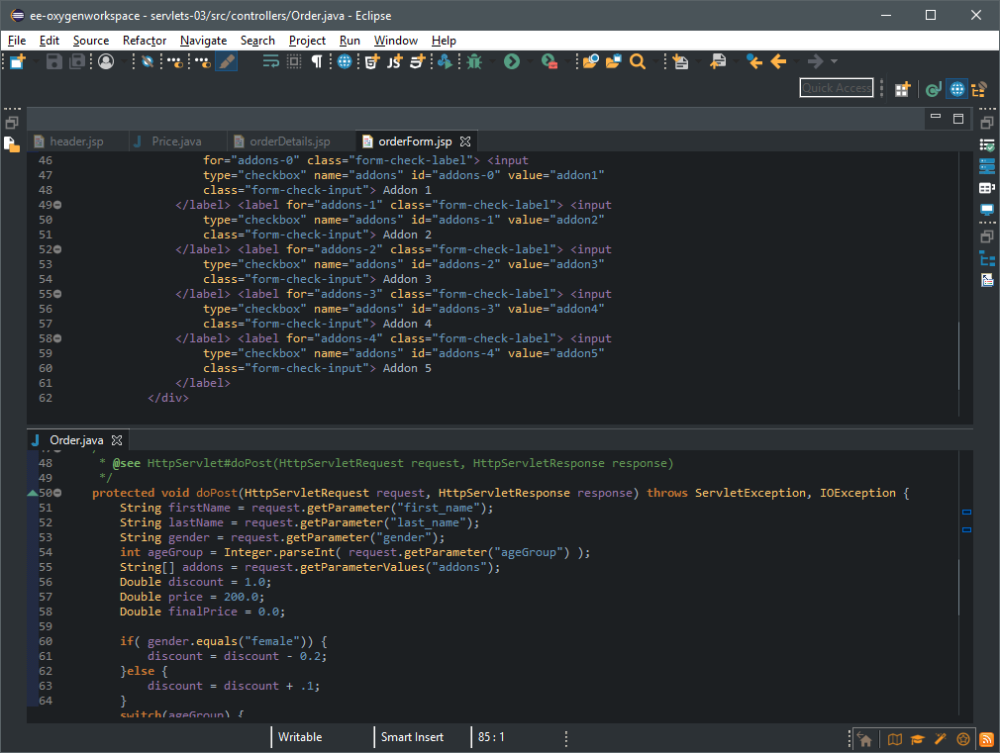 ee-oxygenworkspace - servlets-03/src/controllers/Order.java - Eclipse
File Edit Source Refactor Navigate Search Project Run Window Help
Quick Access
header.jsp Price.java orderDetails.jsp orderForm.jsp
46 for="addons-0" class="form-check-label"> <input
47 type="checkbox" name="addons" id="addons-0" value="addon1"
48 class="form-check-input"> Addon 1
49 </label> <label for="addons-1" class="form-check-label"> <input
50 type="checkbox" name="addons" id="addons-1" value="addon2"
51 class="form-check-input"> Addon 2
52 </label> <label for="addons-2" class="form-check-label"> <input
53 type="checkbox" name="addons" id="addons-2" value="addon3"
54 class="form-check-input"> Addon 3
55 </label> <label for="addons-3" class="form-check-label"> <input
56 type="checkbox" name="addons" id="addons-3" value="addon4"
57 class="form-check-input"> Addon 4
58 </label> <label for="addons-4" class="form-check-label"> <input
59 type="checkbox" name="addons" id="addons-4" value="addon5"
60 class="form-check-input"> Addon 5
61 </label>
62 </div>
Order.java
48 * @see HttpServlet#doPost(HttpServletRequest request, HttpServletResponse response)
49 */
50 protected void doPost(HttpServletRequest request, HttpServletResponse response) throws ServletException, IOException {
51 String firstName = request.getParameter("first_name");
52 String lastName = request.getParameter("last_name");
53 String gender = request.getParameter("gender");
54 int ageGroup = Integer.parseInt( request.getParameter("ageGroup") );
55 String[] addons = request.getParameterValues("addons");
56 Double discount = 1.0;
57 Double price = 200.0;
58 Double finalPrice = 0.0;
59
60 if( gender.equals("female")) {
61 discount = discount - 0.2;
62 }else {
63 discount = discount + .1;
64 }
switch(ageGroup) {
Writable Smart Insert 85 : 1